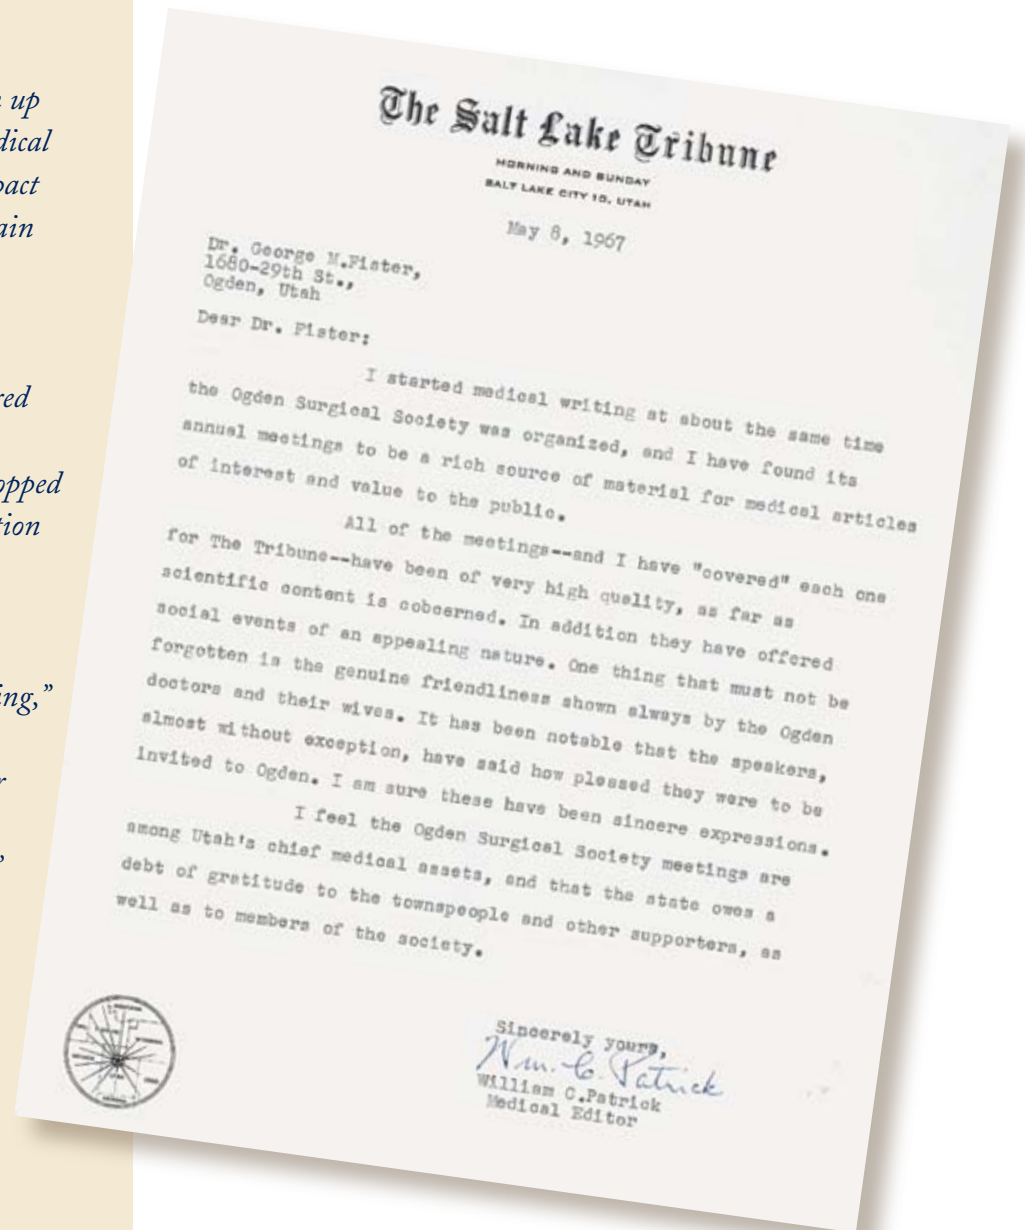 up
dical
pact
ain
red
opped
tion
ing,”
r
,
The Salt Lake Tribune
MORNING AND SUNDAY
SALT LAKE CITY 10, UTAH
May 8, 1967
Dr. George M.Fister,
1680-29th St.,
Ogden, Utah
Dear Dr. Fister:
I started medical writing at about the same time
the Ogden Surgical Society was organized, and I have found its
annual meetings to be a rich source of material for medical articles
of interest and value to the public.
All of the meetings--and I have "covered" each one
for The Tribune--have been of very high quality, as far as
scientific content is cobcerned. In addition they have offered
social events of an appealing nature. One thing that must not be
forgotten is the genuine friendliness shown always by the Ogden
doctors and their wives. It has been notable that the speakers,
almost without exception, have said how pleased they were to be
invited to Ogden. I am sure these have been sincere expressions.
I feel the Ogden Surgical Society meetings are
among Utah's chief medical assets, and that the state owes a
debt of gratitude to the townspeople and other supporters, as
well as to members of the society.
Sincerely yours,
Wm. C. Patrick
William C.Patrick
Medical Editor